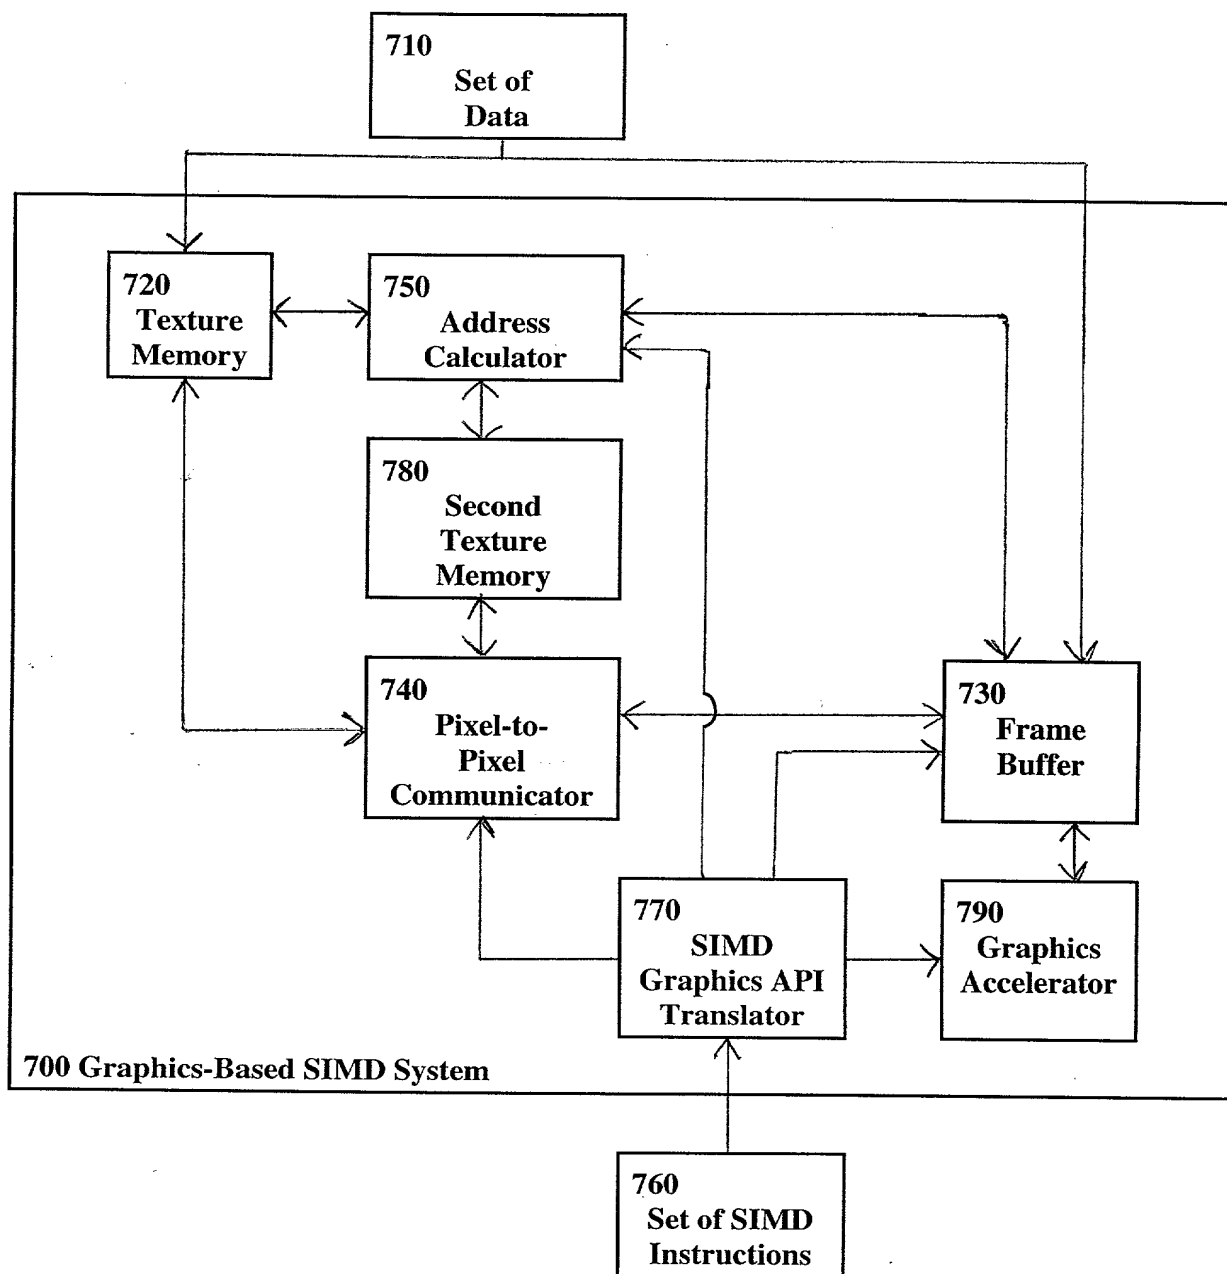 710
Set of
Data
720
Texture
Memory
750
Address
Calculator
780
Second
Texture
Memory
740
Pixel-to-
Pixel
Communicator
730
Frame
Buffer
770
SIMD
Graphics API
Translator
790
Graphics
Accelerator
700 Graphics-Based SIMD System
760
Set of SIMD
Instructions